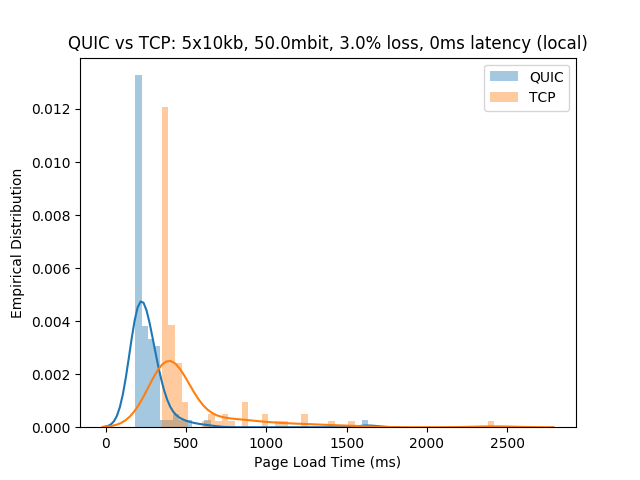 QUIC vs TCP: 5x10kb, 50.0mbit, 3.0% loss, 0ms latency (local)
QUIC
TCP
Empirical Distribution
0.012
0.010
0.008
0.006
0.004
0.002
0.000
0 500 1000 1500 2000 2500
Page Load Time (ms)